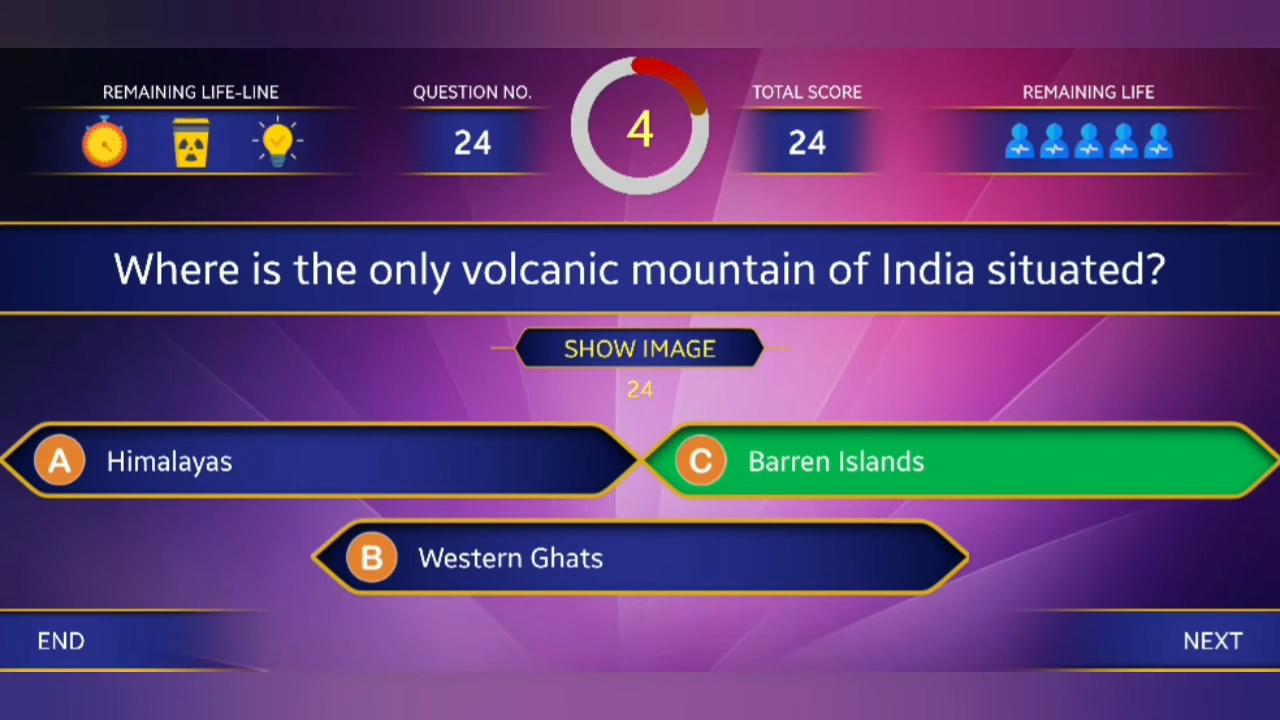 REMAINING LIFE-LINE
QUESTION NO.
24
4
TOTAL SCORE
24
REMAINING LIFE
Where is the only volcanic mountain of India situated?
SHOW IMAGE
24
A Himalayas
C Barren Islands
B Western Ghats
END
NEXT